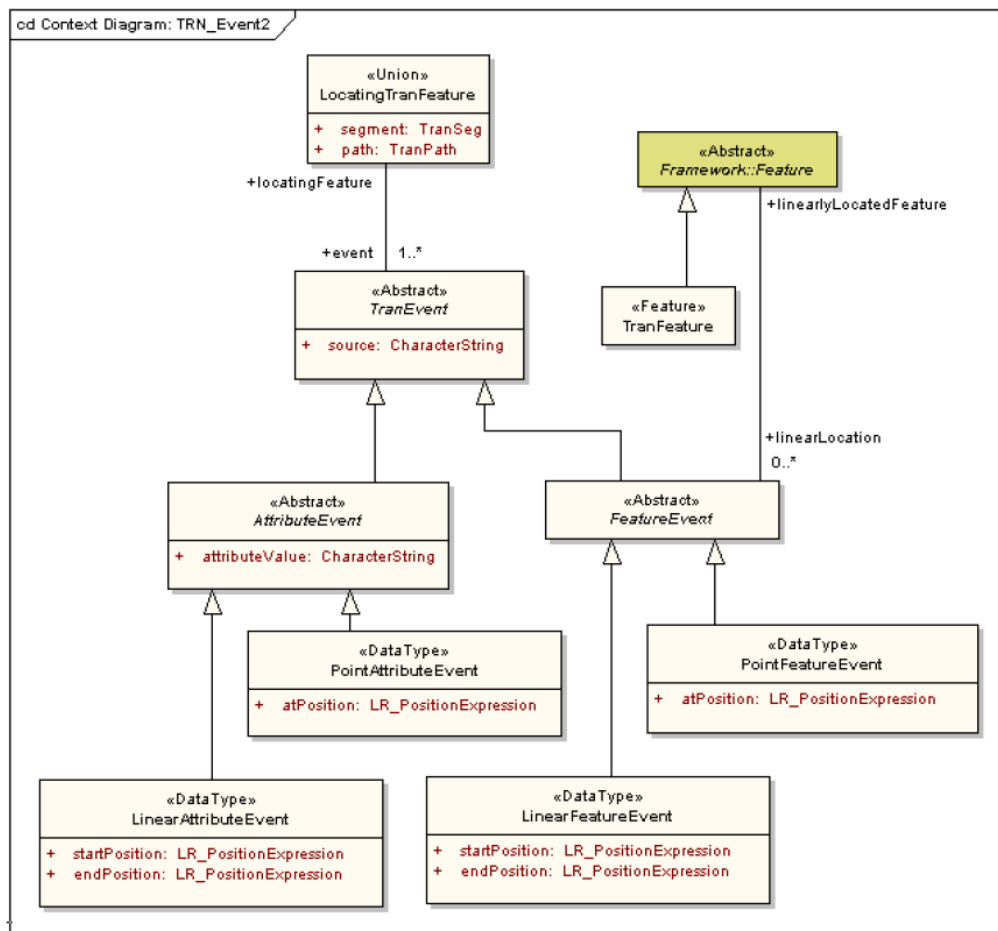 cd Context Diagram: TRN_Event2
«Union»
LocatingTranFeature
+ segment: TranSeg
+ path: TranPath
+locatingFeature
+event 1..*
«Abstract»
Framework::Feature
+linearlyLocatedFeature
«Feature»
TranFeature
«Abstract»
TranEvent
+ source: CharacterString
+linearLocation
0..*
«Abstract»
AttributeEvent
+ attributeValue: CharacterString
«Abstract»
FeatureEvent
«DataType»
PointAttributeEvent
+ atPosition: LR_PositionExpression
«DataType»
PointFeatureEvent
+ atPosition: LR_PositionExpression
«DataType»
LinearAttributeEvent
+ startPosition: LR_PositionExpression
+ endPosition: LR_PositionExpression
«DataType»
LinearFeatureEvent
+ startPosition: LR_PositionExpression
+ endPosition: LR_PositionExpression